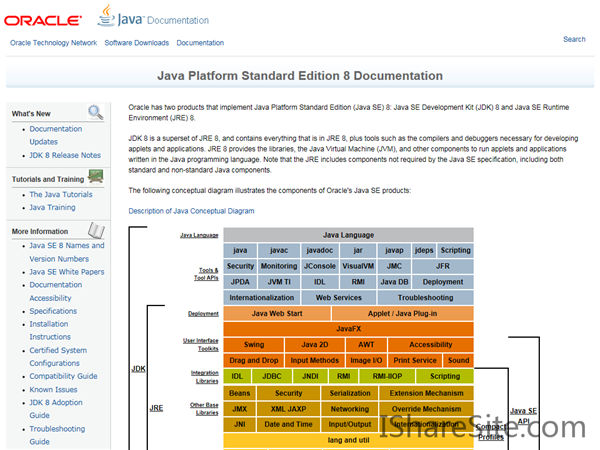 ORACLE Java Documentation
Oracle Technology Network Software Downloads Documentation
Search
Java Platform Standard Edition 8 Documentation
What's New
Documentation
Updates
JDK 8 Release Notes
Tutorials and Training
The Java Tutorials
Java Training
More Information
Java SE 8 Names and
Version Numbers
Java SE White Papers
Documentation
Accessibility
Specifications
Installation
Instructions
Certified System
Configurations
Compatibility Guide
Known Issues
JDK 8 Adoption
Guide
Troubleshooting
Guide
Oracle has two products that implement Java Platform Standard Edition (Java SE) 8: Java SE Development Kit (JDK) 8 and Java SE Runtime
Environment (JRE) 8.
JDK 8 is a superset of JRE 8, and contains everything that is in JRE 8, plus tools such as the compilers and debuggers necessary for developing
applets and applications. JRE 8 provides the libraries, the Java Virtual Machine (JVM), and other components to run applets and applications
written in the Java programming language. Note that the JRE includes components not required by the Java SE specification, including both
standard and non-standard Java components.
The following conceptual diagram illustrates the components of Oracle's Java SE products:
Description of Java Conceptual Diagram
Java Language Java Language
java javac javadoc jar javap jdeps Scripting
Tools &
Tool APIs
Security Monitoring JConsole VisualVM JMC JFR
JPDA JVM TI IDL RMI Java DB Deployment
Internationalization Web Services Troubleshooting
Deployment Java Web Start Applet / Java Plug-in
JavaFX
User Interface
Toolkits
Swing Java 2D AWT Accessibility
Drag and Drop Input Methods Image I/O Print Service Sound
Integration
Libraries
IDL JDBC JNDI RMI RMI-IIOP Scripting
JDK
JRE
Other Base
Libraries
Beans Security Serialization Extension Mechanism
JMX XML JAXP Networking Override Mechanism
JNI Date and Time Input/Output Internationalization
lang and util
Java SE
API
Compact
Profiles
IShareSite.com